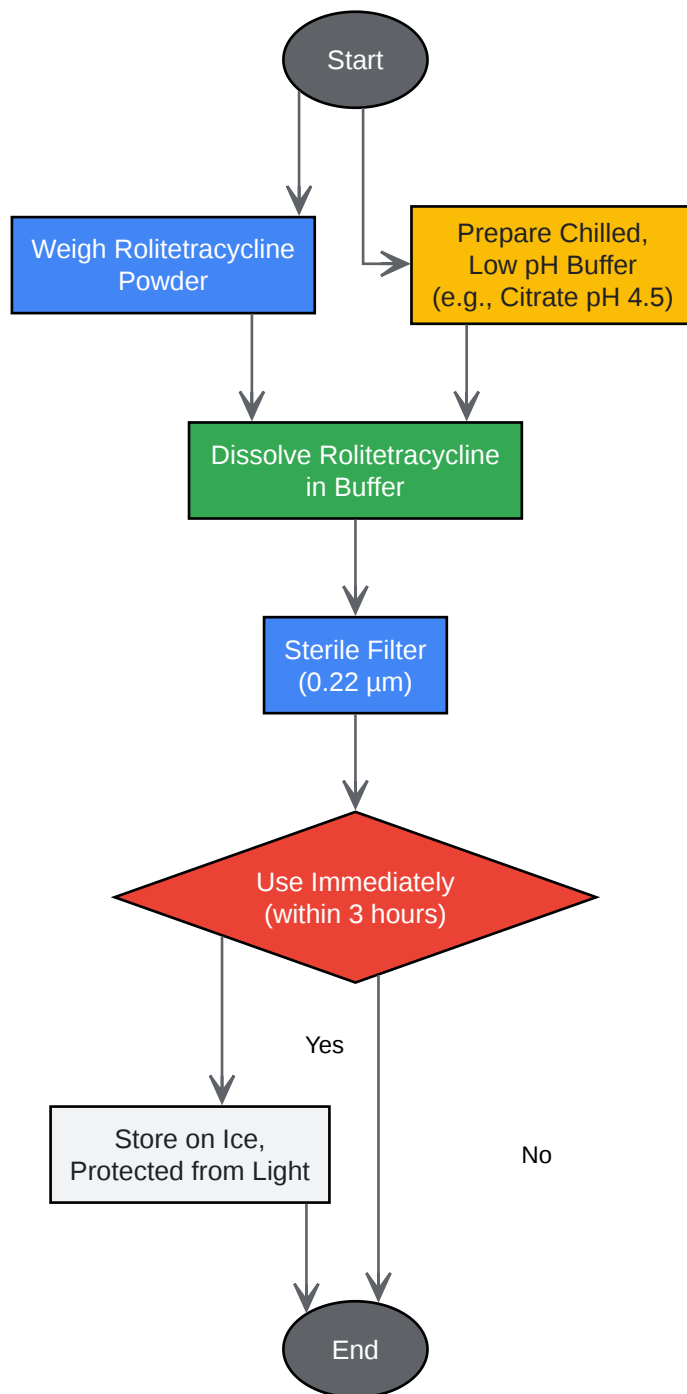 Start
Weigh Rolitetracycline
Powder
Prepare Chilled,
Low pH Buffer
(e.g., Citrate pH 4.5)
Dissolve Rolitetracycline
in Buffer
Sterile Filter
(0.22 µm)
Use Immediately
(within 3 hours)
Yes
Store on Ice,
Protected from Light
No
End